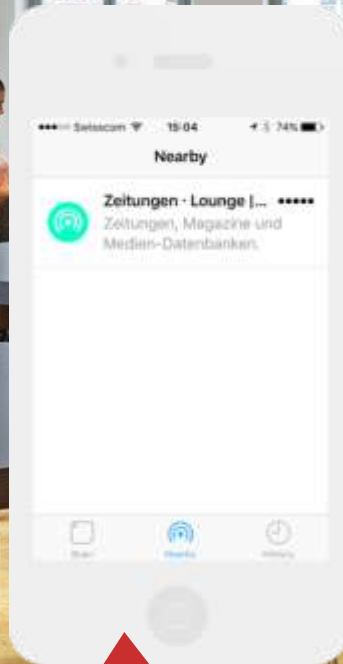 Swisscom 15:04 74%
Nearby
Zeitungen · Lounge |...
Zeitungen, Magazine und
Medien-Datenbanken.
Nearby